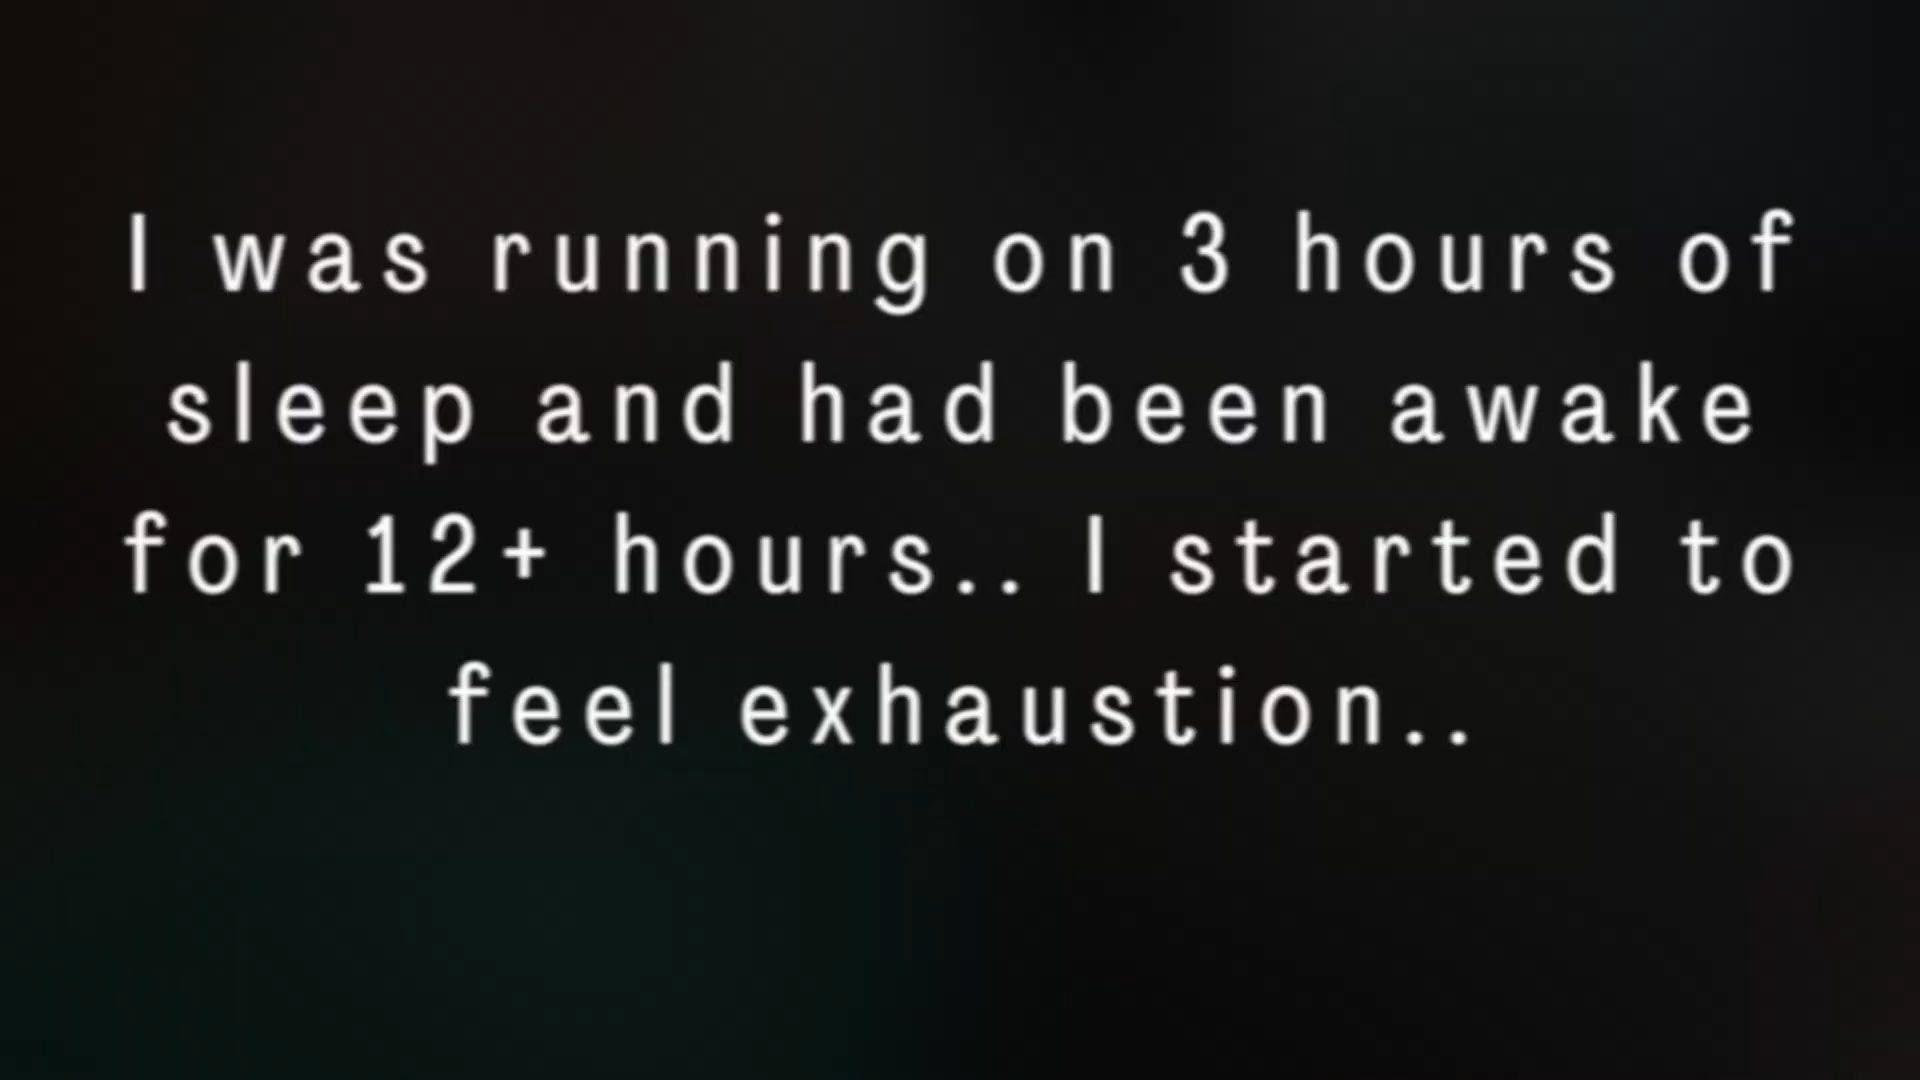 I was running on 3 hours of
sleep and had been awake
for 12+ hours.. I started to
feel exhaustion..